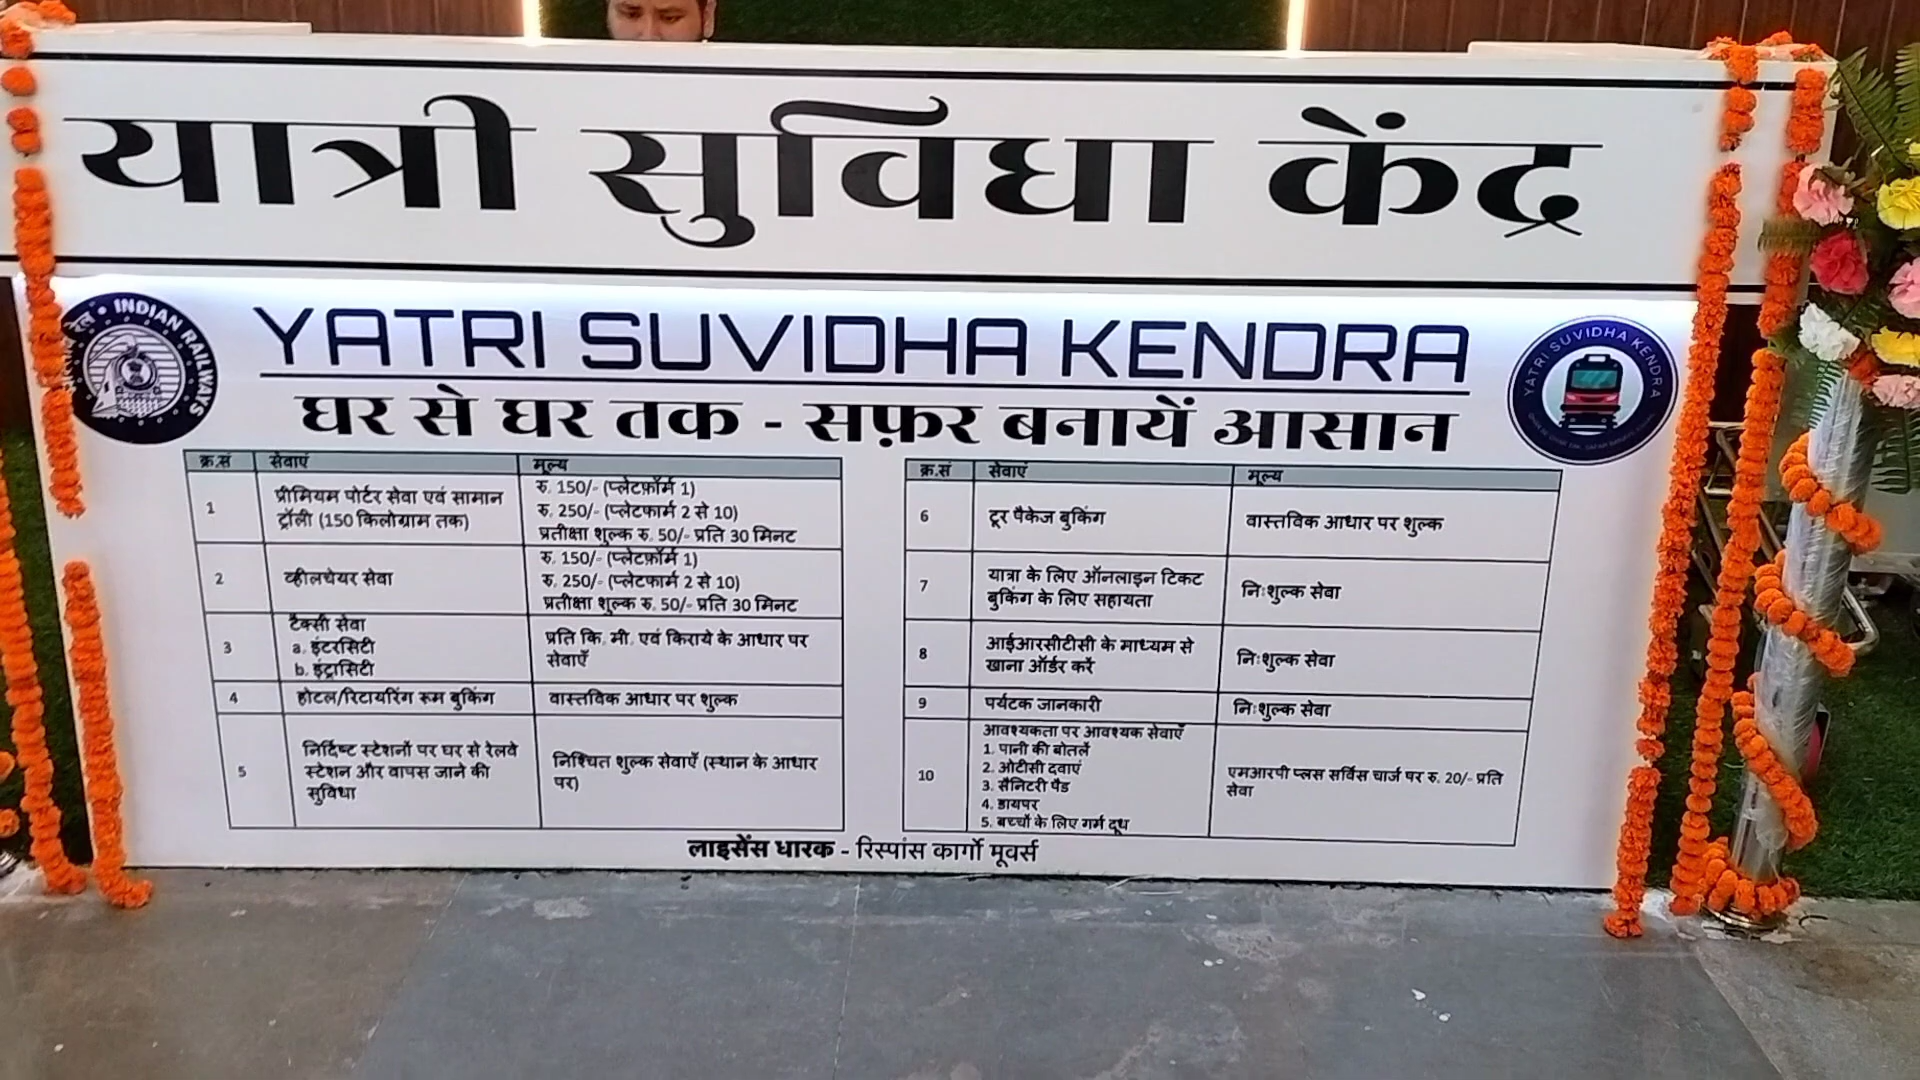 यात्री सुविधा केंद्र
INDIAN RAILWAYS
YATRI SUVIDHA KENDRA
YATRI SUVIDHA KENDRA
घर से घर तक - सफ़र बनायें आसान
क्र.सं सेवाएं मूल्य
1 प्रीमियम पोर्टर सेवा एवं सामान ट्रॉली (150 किलोग्राम तक)
रु. 150/- (प्लेटफ़ॉर्म 1)
रु. 250/- (प्लेटफार्म 2 से 10)
प्रतीक्षा शुल्क रु. 50/- प्रति 30 मिनट
2 व्हीलचेयर सेवा
रु. 150/- (प्लेटफ़ॉर्म 1)
रु. 250/- (प्लेटफार्म 2 से 10)
प्रतीक्षा शुल्क रु. 50/- प्रति 30 मिनट
3 टैक्सी सेवा
a. इंटरसिटी
b. इंट्रासिटी
प्रति कि. मी. एवं किराये के आधार पर
सेवाएँ
4 होटल/रिटायरिंग रूम बुकिंग वास्तविक आधार पर शुल्क
5 निर्दिष्ट स्टेशनों पर घर से रेलवे
स्टेशन और वापस जाने की
सुविधा
निश्चित शुल्क सेवाएँ (स्थान के आधार
पर)
क्र.सं सेवाएं मूल्य
6 टूर पैकेज बुकिंग वास्तविक आधार पर शुल्क
7 यात्रा के लिए ऑनलाइन टिकट
बुकिंग के लिए सहायता
निःशुल्क सेवा
8 आईआरसीटीसी के माध्यम से
खाना ऑर्डर करें
निःशुल्क सेवा
9 पर्यटक जानकारी निःशुल्क सेवा
10 आवश्यकता पर आवश्यक सेवाएँ
1. पानी की बोतलें
2. ओटीसी दवाएं
3. सैनिटरी पैड
4. डायपर
5. बच्चों के लिए गर्म दूध
एमआरपी प्लस सर्विस चार्ज पर रु. 20/- प्रति
सेवा
लाइसेंस धारक - रिस्पांस कार्गो मूवर्स